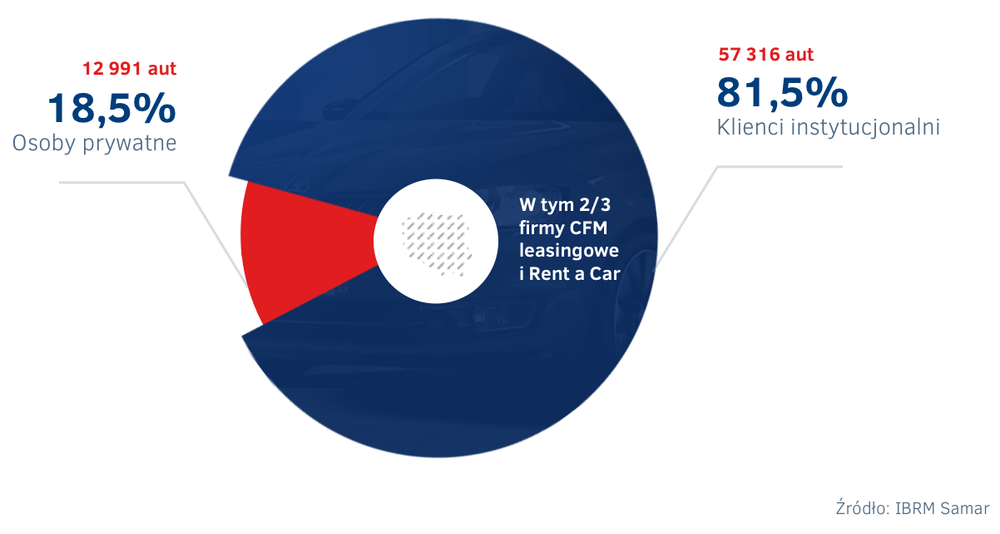 12 991 aut
18,5%
Osoby prywatne
57 316 aut
81,5%
Klienci instytucjonalni
W tym 2/3
firmy CFM
leasingowe
i Rent a Car
Źródło: IBRM Samar